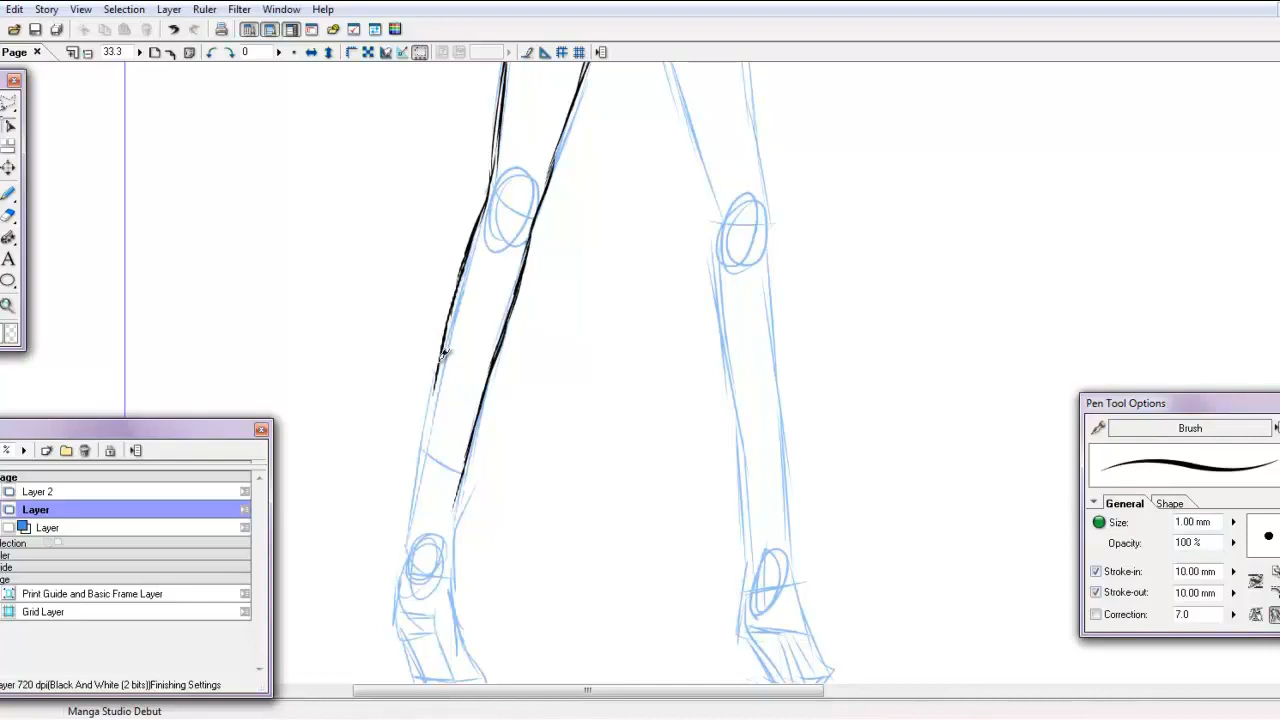 Edit Story View Selection Layer Ruler Filter Window Help
Page 33.3 0
Pen Tool Options
Brush
General Shape
Size: 1.00 mm
Opacity: 100 %
Stroke-in: 10.00 mm
Stroke-out: 10.00 mm
Correction: 7.0
A
%
age
Layer 2
Layer
Layer
lection
ler
ide
ge
Print Guide and Basic Frame Layer
Grid Layer
ayer 720 dpi(Black And White (2 bits))Finishing Settings
Manga Studio Debut